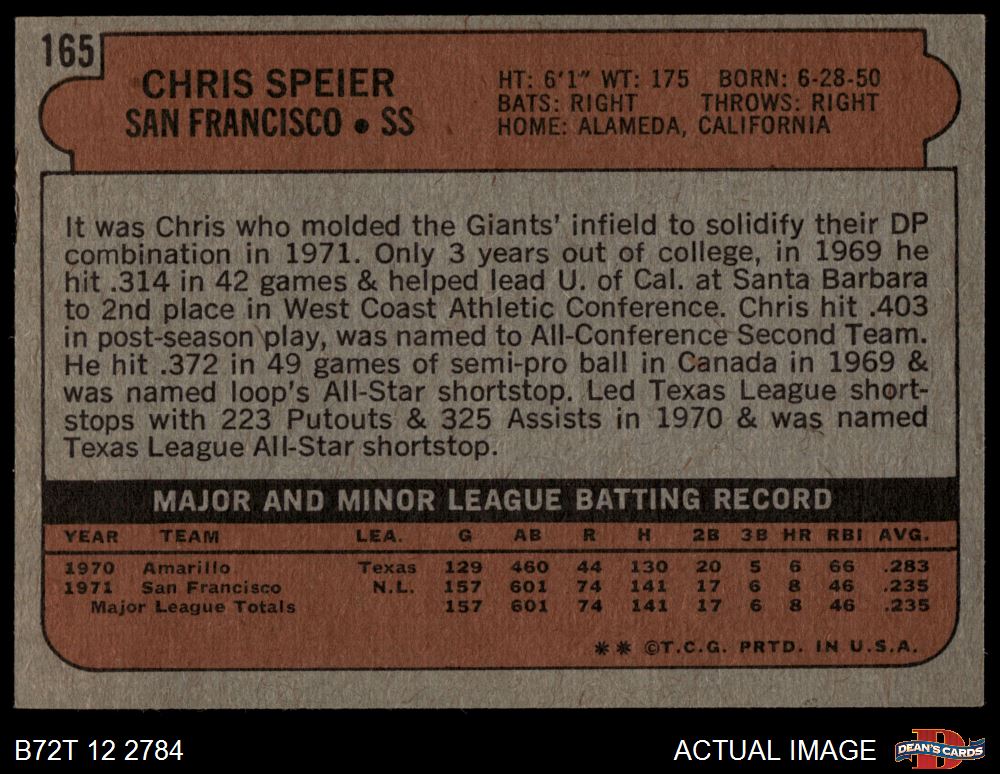 165
CHRIS SPEIER
SAN FRANCISCO • SS
HT: 6'1" WT: 175 BORN: 6-28-50
BATS: RIGHT THROWS: RIGHT
HOME: ALAMEDA, CALIFORNIA
It was Chris who molded the Giants' infield to solidify their DP
combination in 1971. Only 3 years out of college, in 1969 he
hit .314 in 42 games & helped lead U. of Cal. at Santa Barbara
to 2nd place in West Coast Athletic Conference. Chris hit .403
in post-season play, was named to All-Conference Second Team.
He hit .372 in 49 games of semi-pro ball in Canada in 1969 &
was named loop's All-Star shortstop. Led Texas League short-
stops with 223 Putouts & 325 Assists in 1970 & was named
Texas League All-Star shortstop.
MAJOR AND MINOR LEAGUE BATTING RECORD
YEAR TEAM LEA. G AB R H 2B 3B HR RBI AVG.
1970 Amarillo Texas 129 460 44 130 20 5 6 66 .283
1971 San Francisco N.L. 157 601 74 141 17 6 8 46 .235
Major League Totals 157 601 74 141 17 6 8 46 .235
** ©T.C.G. PRTD. IN U.S.A.
B72T 12 2784
ACTUAL IMAGE
D
DEAN'S CARDS